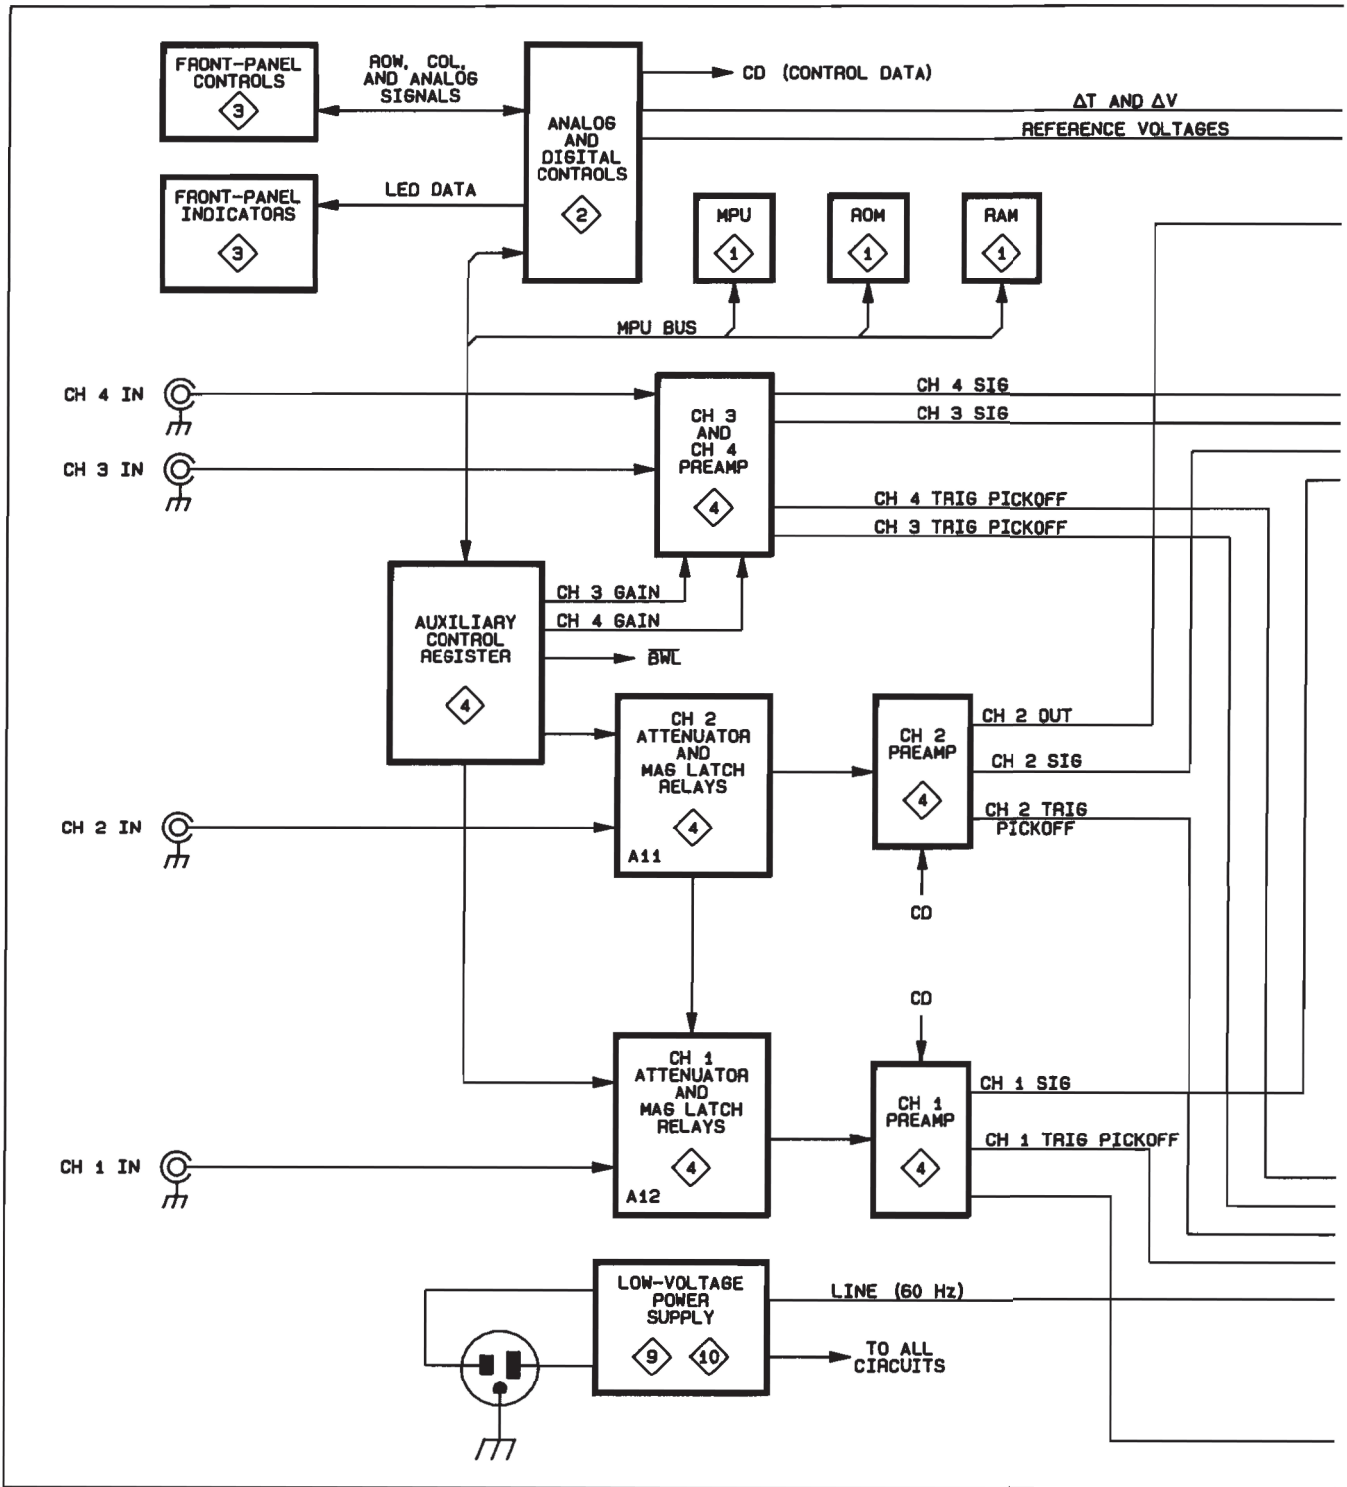 FRONT-PANEL
CONTROLS
3
ROW, COL,
AND ANALOG
SIGNALS
ANALOG
AND
DIGITAL
CONTROLS
2
CD (CONTROL DATA)
ΔT AND ΔV
REFERENCE VOLTAGES
FRONT-PANEL
INDICATORS
3
LED DATA
MPU
1
ROM
1
RAM
1
MPU BUS
CH 4 IN
CH 3 IN
CH 3
AND
CH 4
PREAMP
4
CH 4 SIG
CH 3 SIG
CH 4 TRIG PICKOFF
CH 3 TRIG PICKOFF
AUXILIARY
CONTROL
REGISTER
4
CH 3 GAIN
CH 4 GAIN
B̅W̅L̅
CH 2 IN
CH 2
ATTENUATOR
AND
MAG LATCH
RELAYS
4
A11
CH 2
PREAMP
4
CH 2 OUT
CH 2 SIG
CH 2 TRIG
PICKOFF
CD
CD
CH 1 IN
CH 1
ATTENUATOR
AND
MAG LATCH
RELAYS
4
A12
CH 1
PREAMP
4
CH 1 SIG
CH 1 TRIG PICKOFF
LOW-VOLTAGE
POWER
SUPPLY
9 10
LINE (60 Hz)
TO ALL
CIRCUITS